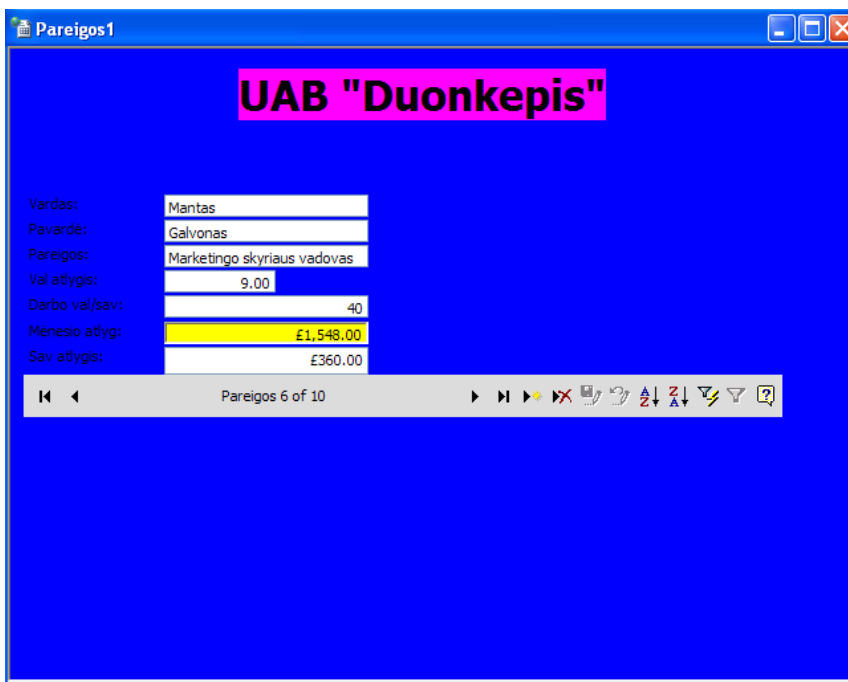 Pareigos1
UAB "Duonkepis"
Vardas: Mantas
Pavardė: Galvonas
Pareigos: Marketingo skyriaus vadovas
Val atlygis: 9.00
Darbo val/sav: 40
Mėnesio atlyg: £1,548.00
Sav atlygis: £360.00
Pareigos 6 of 10